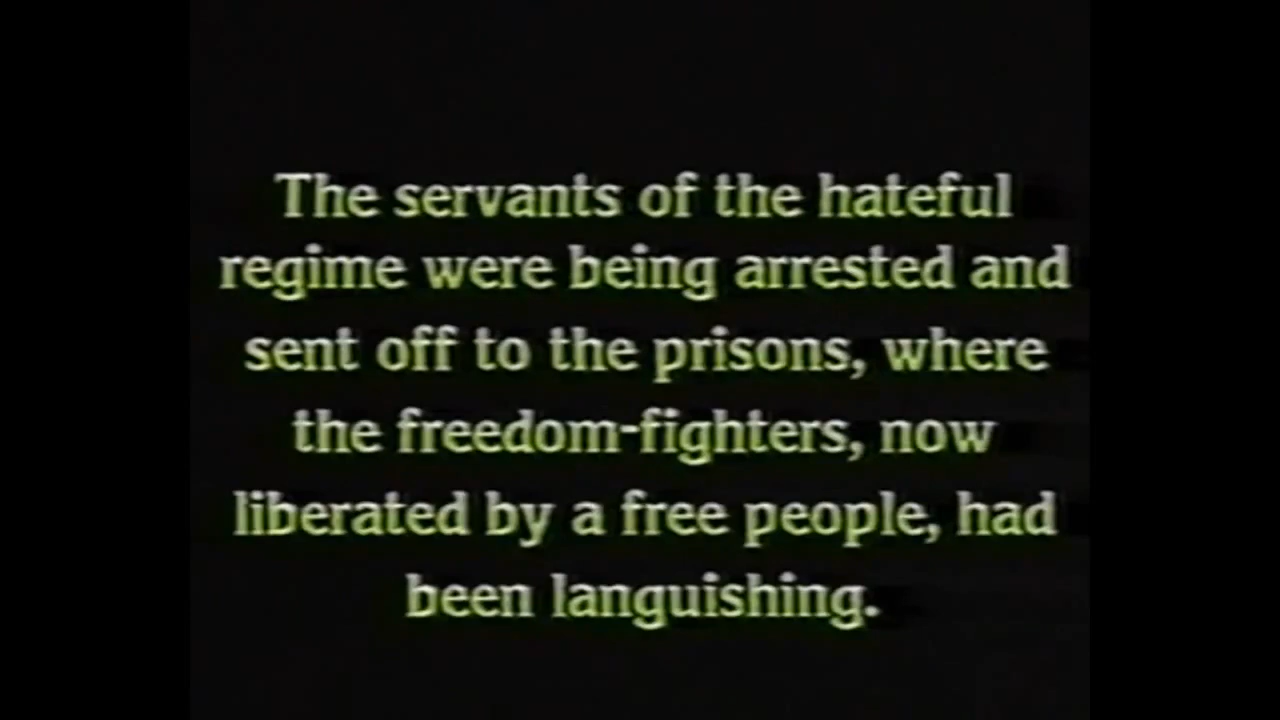 The servants of the hateful
regime were being arrested and
sent off to the prisons, where
the freedom-fighters, now
liberated by a free people, had
been languishing.